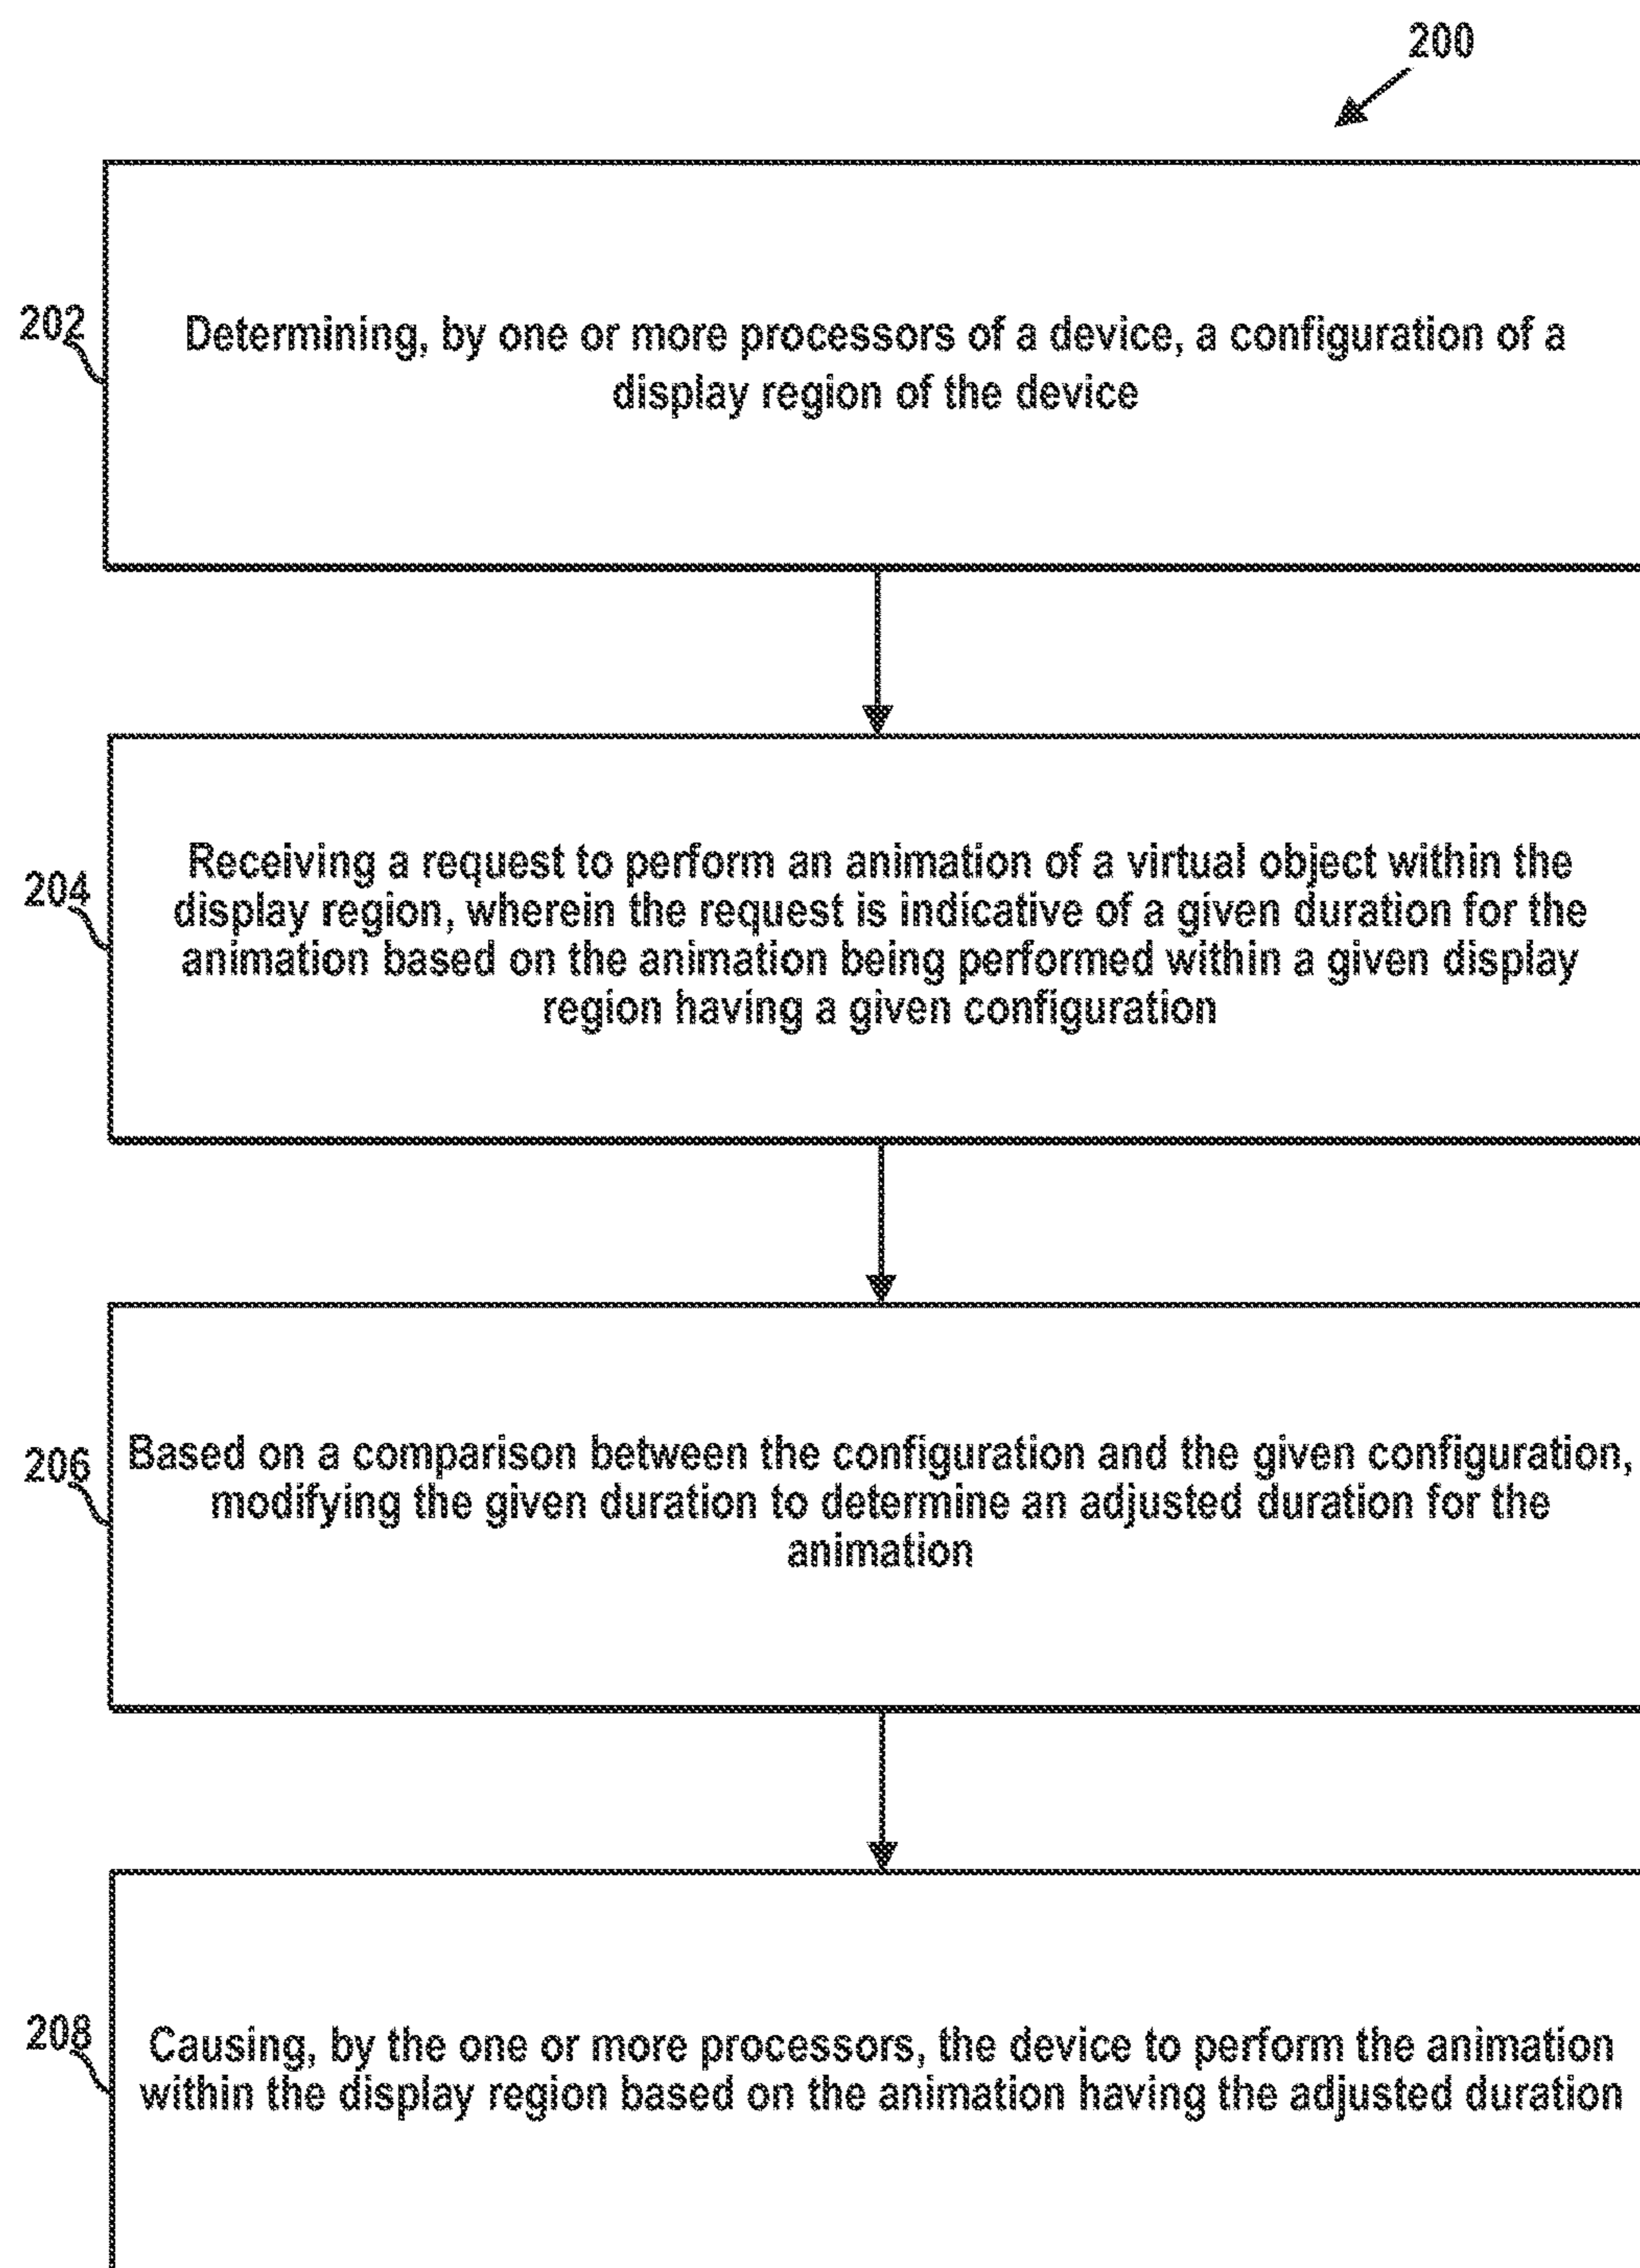 200
202
Determining, by one or more processors of a device, a configuration of a
display region of the device
204
Receiving a request to perform an animation of a virtual object within the
display region, wherein the request is indicative of a given duration for the
animation based on the animation being performed within a given display
region having a given configuration
206
Based on a comparison between the configuration and the given configuration,
modifying the given duration to determine an adjusted duration for the
animation
208
Causing, by the one or more processors, the device to perform the animation
within the display region based on the animation having the adjusted duration